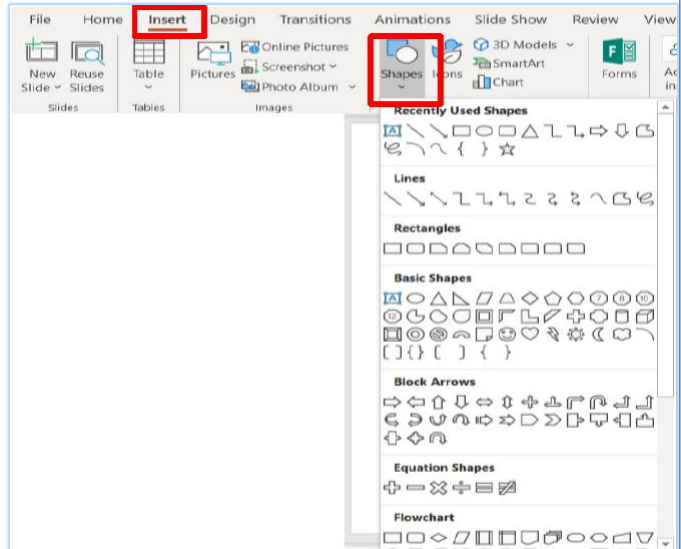 File Home Insert Design Transitions Animations Slide Show Review View
Online Pictures 3D Models
Screenshot SmartArt
New Reuse Table Pictures Photo Album Shapes Icons Chart Forms
Slide Slides
Slides Tables Images
Recently Used Shapes
Lines
Rectangles
Basic Shapes
Block Arrows
Equation Shapes
Flowchart